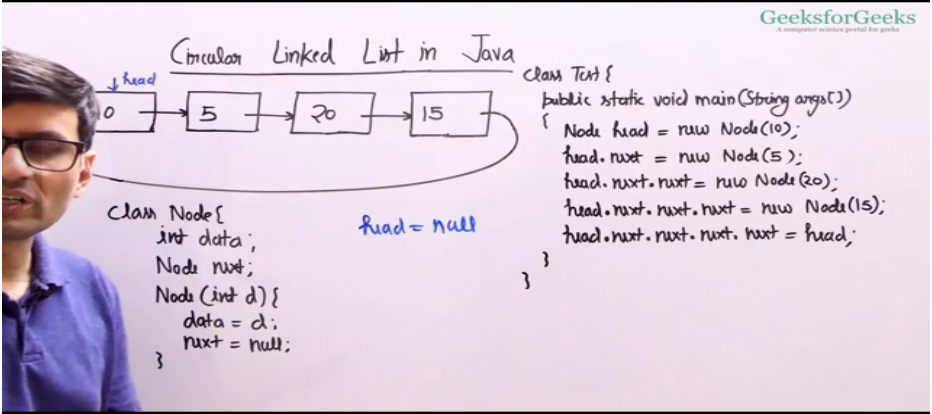 GeeksforGeeks
A computer science portal for geeks
Circular Linked List in Java
head
0 5 20 15
class Node{
int data;
Node next;
Node (int d){
data = d;
next = null;
}
head = null
class Test{
public static void main(String args[])
{
Node head = new Node(10);
head.next = new Node(5);
head.next.next = new Node(20);
head.next.next.next = new Node(15);
head.next.next.next.next = head;
}
}